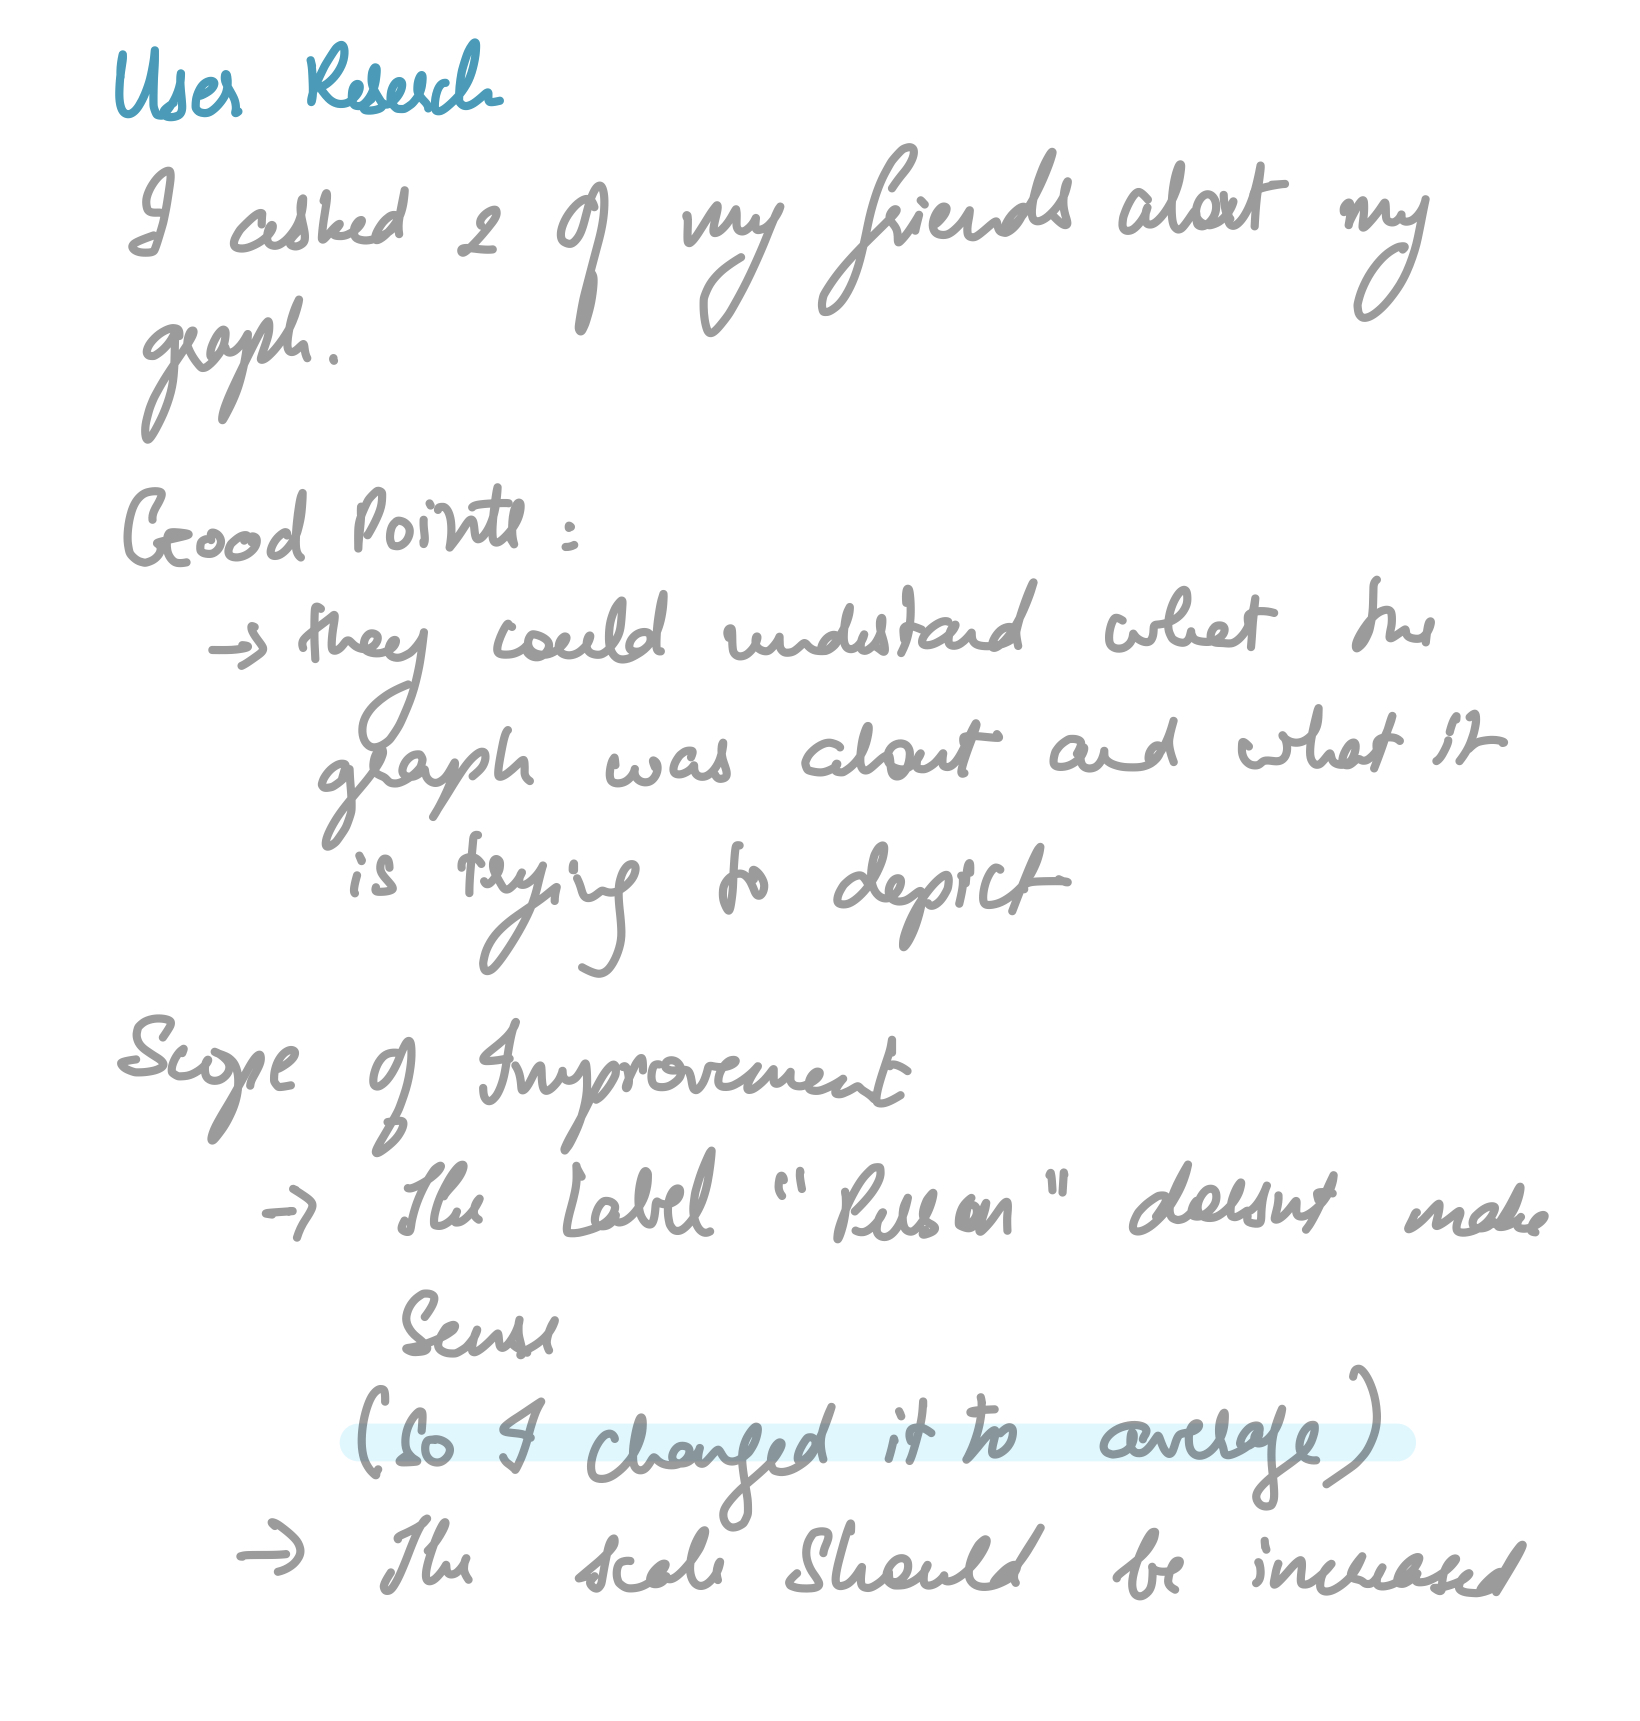 User Reserch
I asked 2 of my friends about my
graph.
Good Points :
→ they could understand what the
graph was about and what it
is trying to depict
Scope of Improvement
→ The Label "Person" doesnt make
Sense
(So I changed it to average)
→ The scale Should be increased